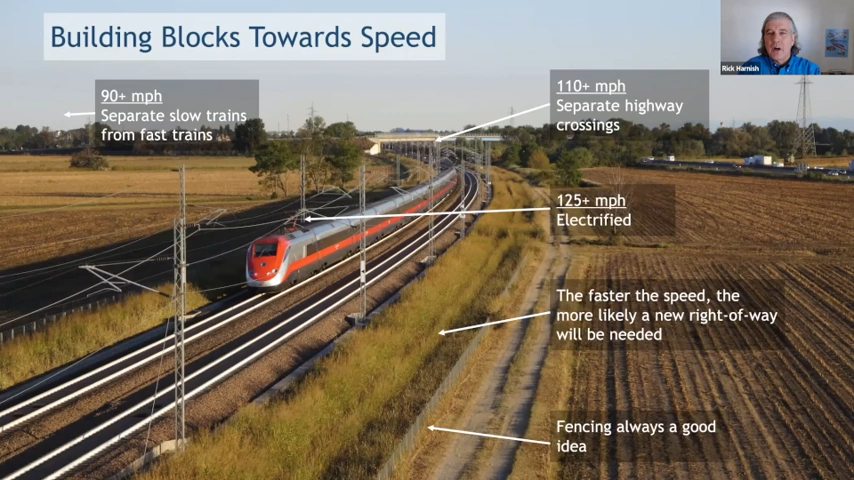 Building Blocks Towards Speed
Rick Harnish
90+ mph
Separate slow trains
from fast trains
110+ mph
Separate highway
crossings
125+ mph
Electrified
The faster the speed, the
more likely a new right-of-way
will be needed
Fencing always a good
idea